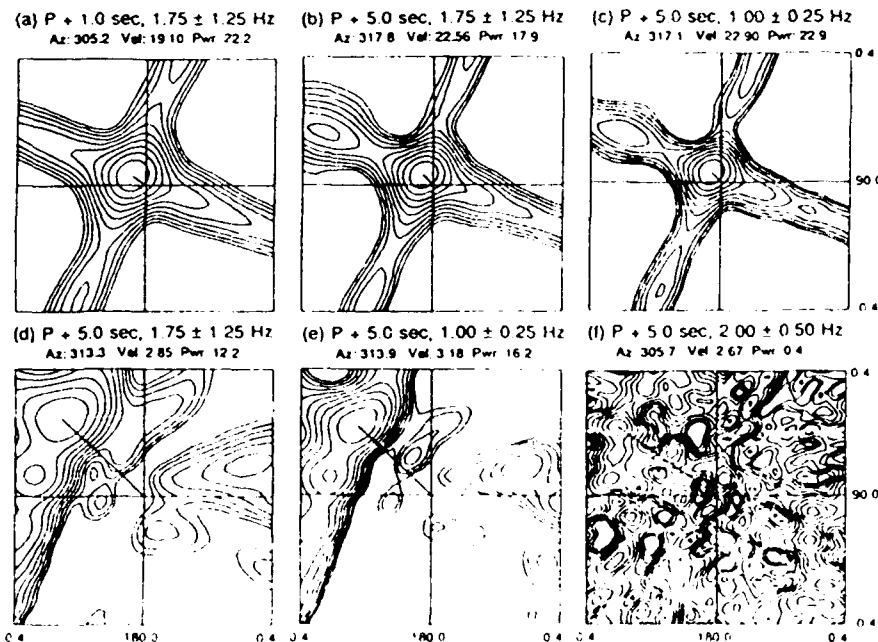 (a) P + 1.0 sec, 1.75 ± 1.25 Hz
Az: 305.2 Vel: 19.10 Pwr 22.2
(b) P + 5.0 sec, 1.75 ± 1.25 Hz
Az: 317.8 Vel: 22.56 Pwr 17.9
(c) P + 5.0 sec, 1.00 ± 0.25 Hz
Az 317.1 Vel 22.90 Pwr 22.9
0.4
90.0
0.4
(d) P + 5.0 sec, 1.75 ± 1.25 Hz
Az: 313.3 Vel 2.85 Pwr 12.2
(e) P + 5.0 sec, 1.00 ± 0.25 Hz
Az: 313.9 Vel 3.18 Pwr 16.2
(f) P + 5.0 sec, 2.00 ± 0.50 Hz
Az 305.7 Vel 2.67 Pwr 0.4
0.4
90.0
0.4 180.0 0.4 180.0 0.4 0.4 180.0 0.4